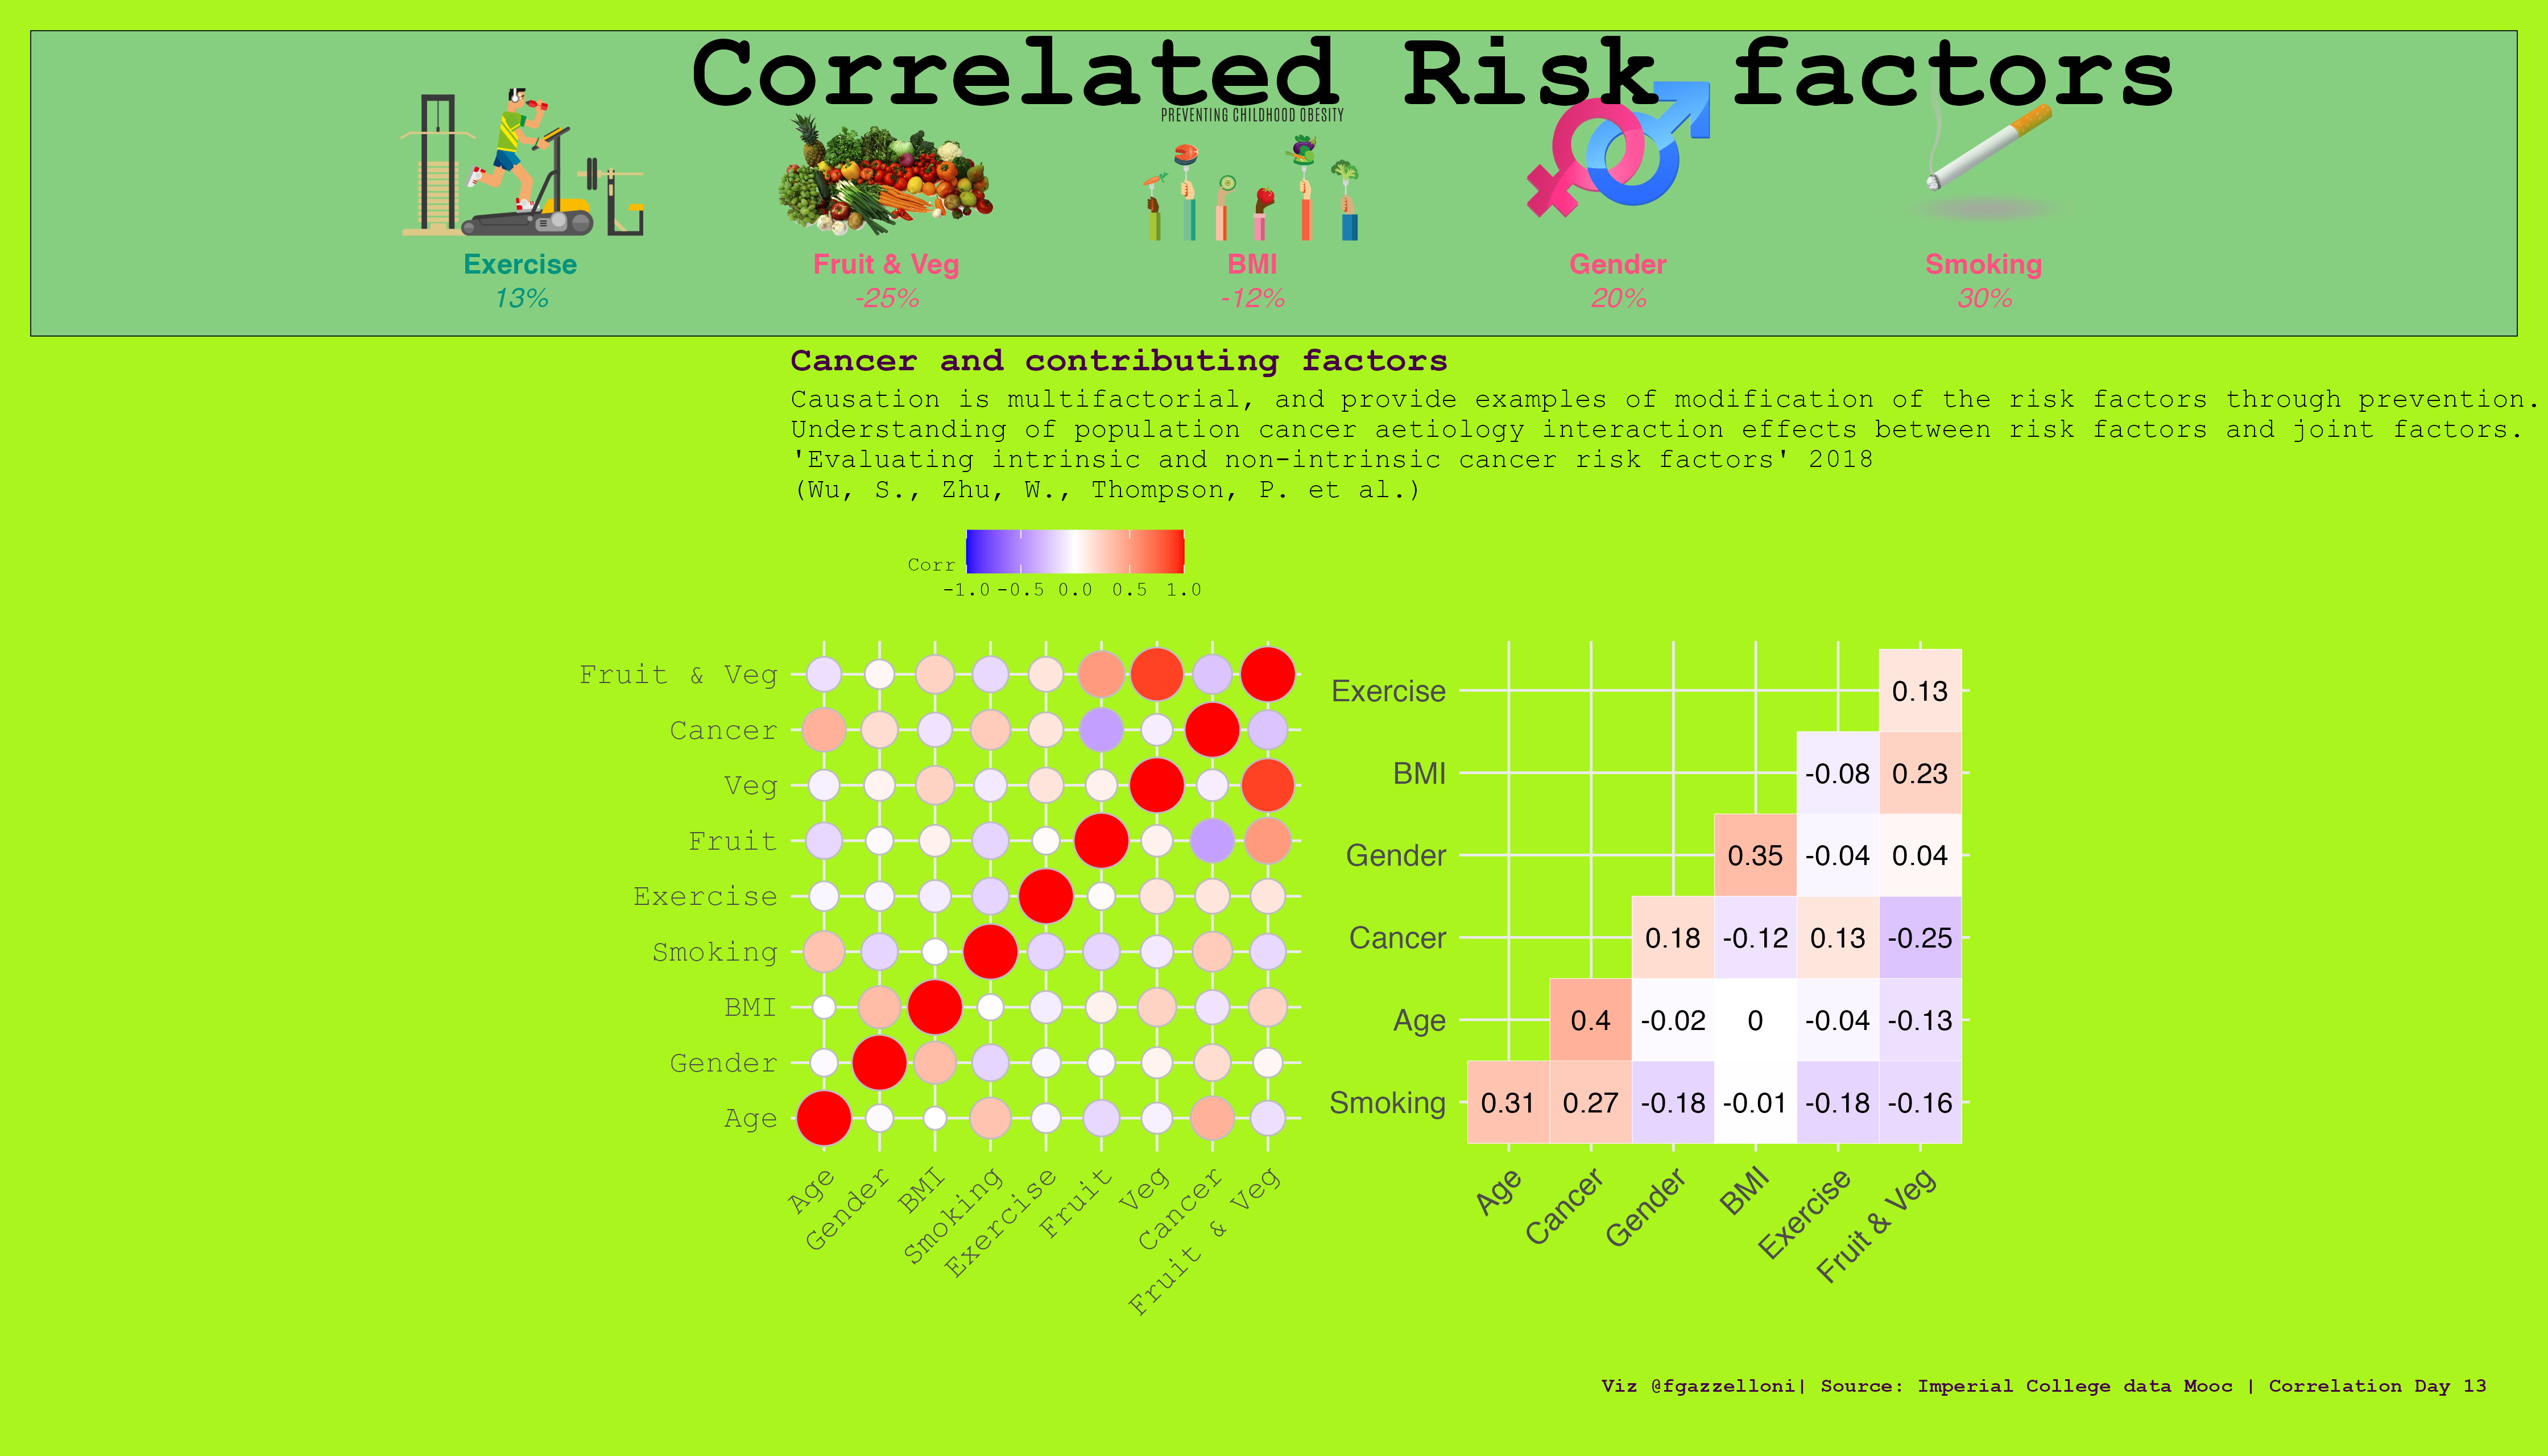 Correlated Risk factors
PREVENTING CHILDHOOD OBESITY
Exercise
13%
Fruit & Veg
-25%
BMI
-12%
Gender
20%
Smoking
30%
Cancer and contributing factors
Causation is multifactorial, and provide examples of modification of the risk factors through prevention.
Understanding of population cancer aetiology interaction effects between risk factors and joint factors.
'Evaluating intrinsic and non-intrinsic cancer risk factors' 2018
(Wu, S., Zhu, W., Thompson, P. et al.)
Corr
-1.0 -0.5 0.0 0.5 1.0
Fruit & Veg
Cancer
Veg
Fruit
Exercise
Smoking
BMI
Gender
Age
Age
Gender
BMI
Smoking
Exercise
Fruit
Veg
Cancer
Fruit & Veg
Exercise 0.13
BMI -0.08 0.23
Gender 0.35 -0.04 0.04
Cancer 0.18 -0.12 0.13 -0.25
Age 0.4 -0.02 0 -0.04 -0.13
Smoking 0.31 0.27 -0.18 -0.01 -0.18 -0.16
Age
Cancer
Gender
BMI
Exercise
Fruit & Veg
Viz @fgazzelloni| Source: Imperial College data Mooc | Correlation Day 13